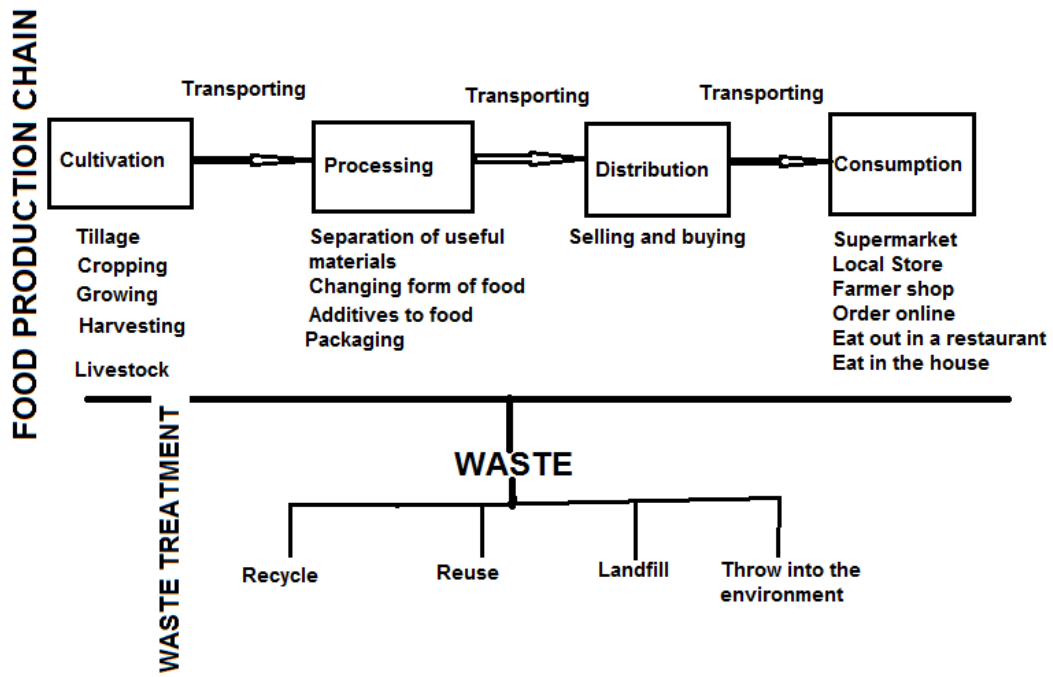 FOOD PRODUCTION CHAIN
Transporting
Transporting
Transporting
Cultivation
Processing
Distribution
Consumption
Tillage
Cropping
Growing
Harvesting
Livestock
Separation of useful
materials
Changing form of food
Additives to food
Packaging
Selling and buying
Supermarket
Local Store
Farmer shop
Order online
Eat out in a restaurant
Eat in the house
WASTE TREATMENT
WASTE
Recycle
Reuse
Landfill
Throw into the
environment